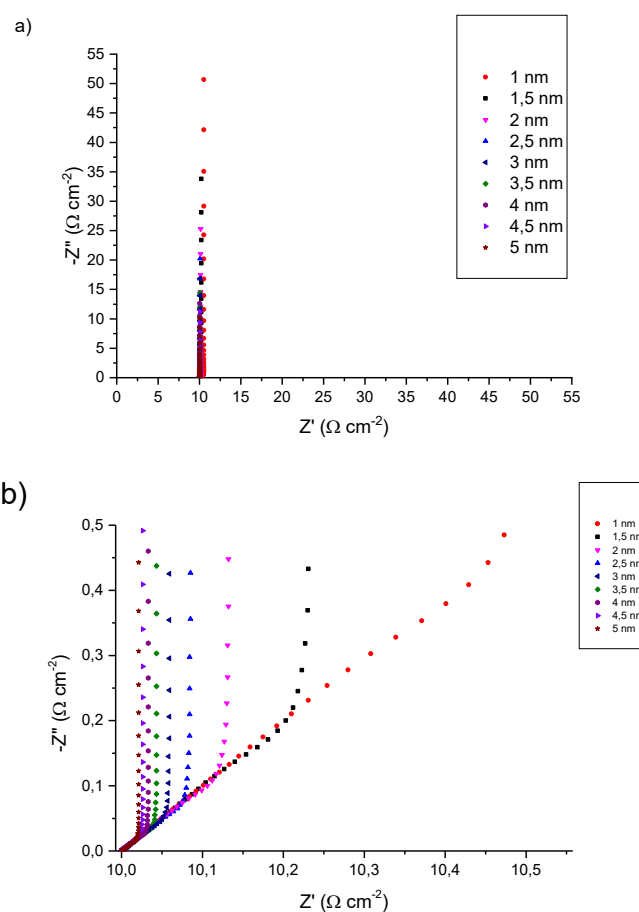 a)
55
50
45
40
35
30
25
20
15
10
5
0
-Z'' (Ω cm⁻²)
0 5 10 15 20 25 30 35 40 45 50 55
Z' (Ω cm⁻²)
1 nm
1,5 nm
2 nm
2,5 nm
3 nm
3,5 nm
4 nm
4,5 nm
5 nm
b)
0,5
0,4
0,3
0,2
0,1
0,0
-Z'' (Ω cm⁻²)
10,0 10,1 10,2 10,3 10,4 10,5
Z' (Ω cm⁻²)
1 nm
1,5 nm
2 nm
2,5 nm
3 nm
3,5 nm
4 nm
4,5 nm
5 nm